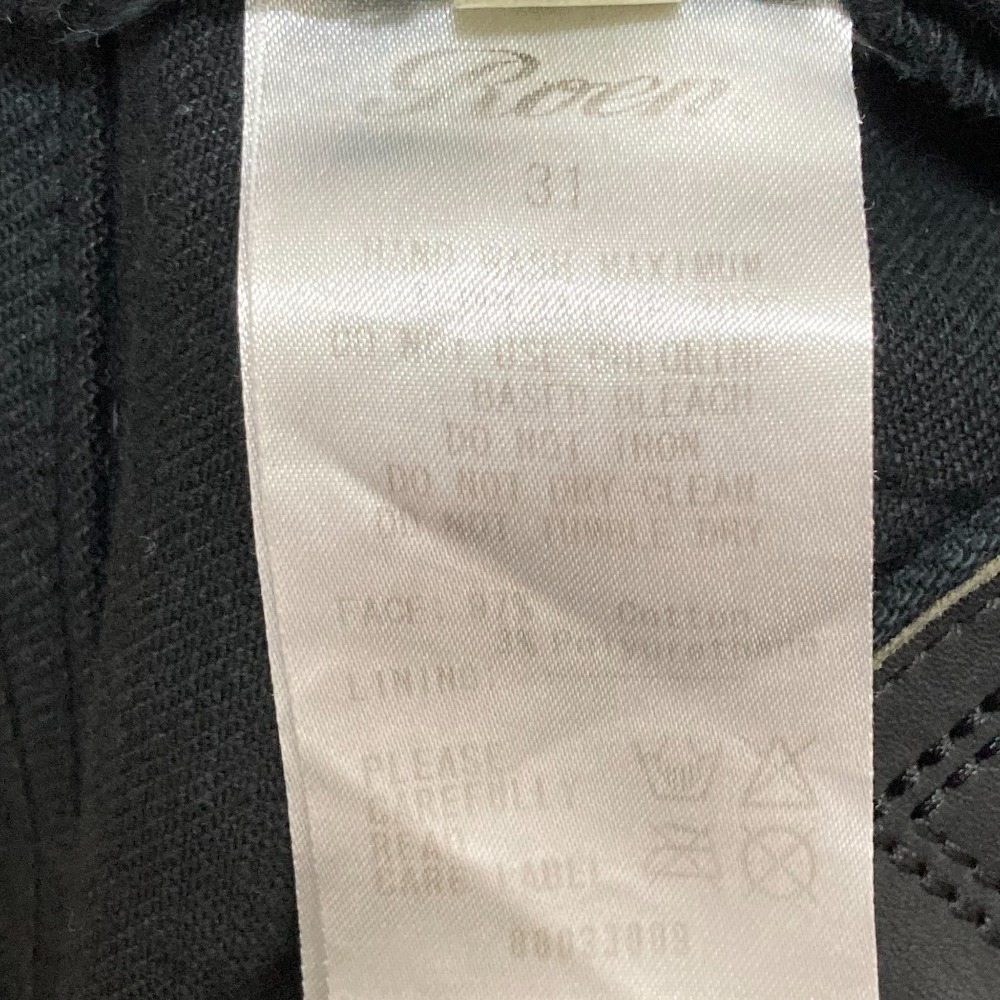 Roen
31
HAND WASH MAXIMUM
DO NOT USE CHLORINE
BASED BLEACH
DO NOT IRON
DO NOT DRY CLEAN
DO NOT TUMBLE DRY
FACE: Cotton
LINING
PLEASE
CAREFULLY
READ
CARE LABEL